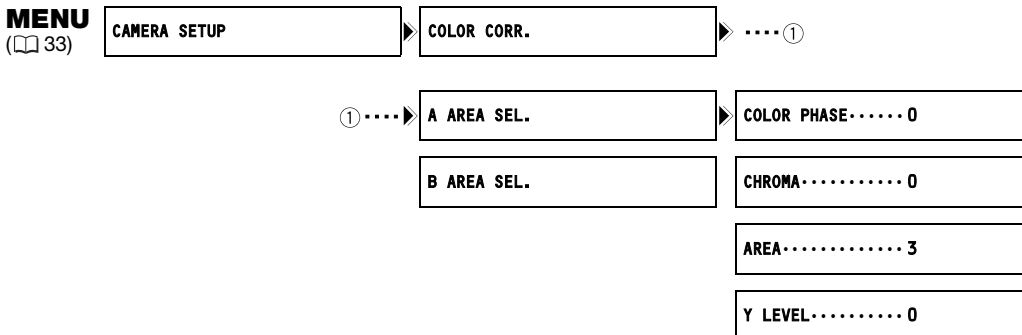 MENU
(33)
CAMERA SETUP
COLOR CORR.
····①
①····
A AREA SEL.
COLOR PHASE······0
B AREA SEL.
CHROMA···········0
AREA·············3
Y LEVEL··········0